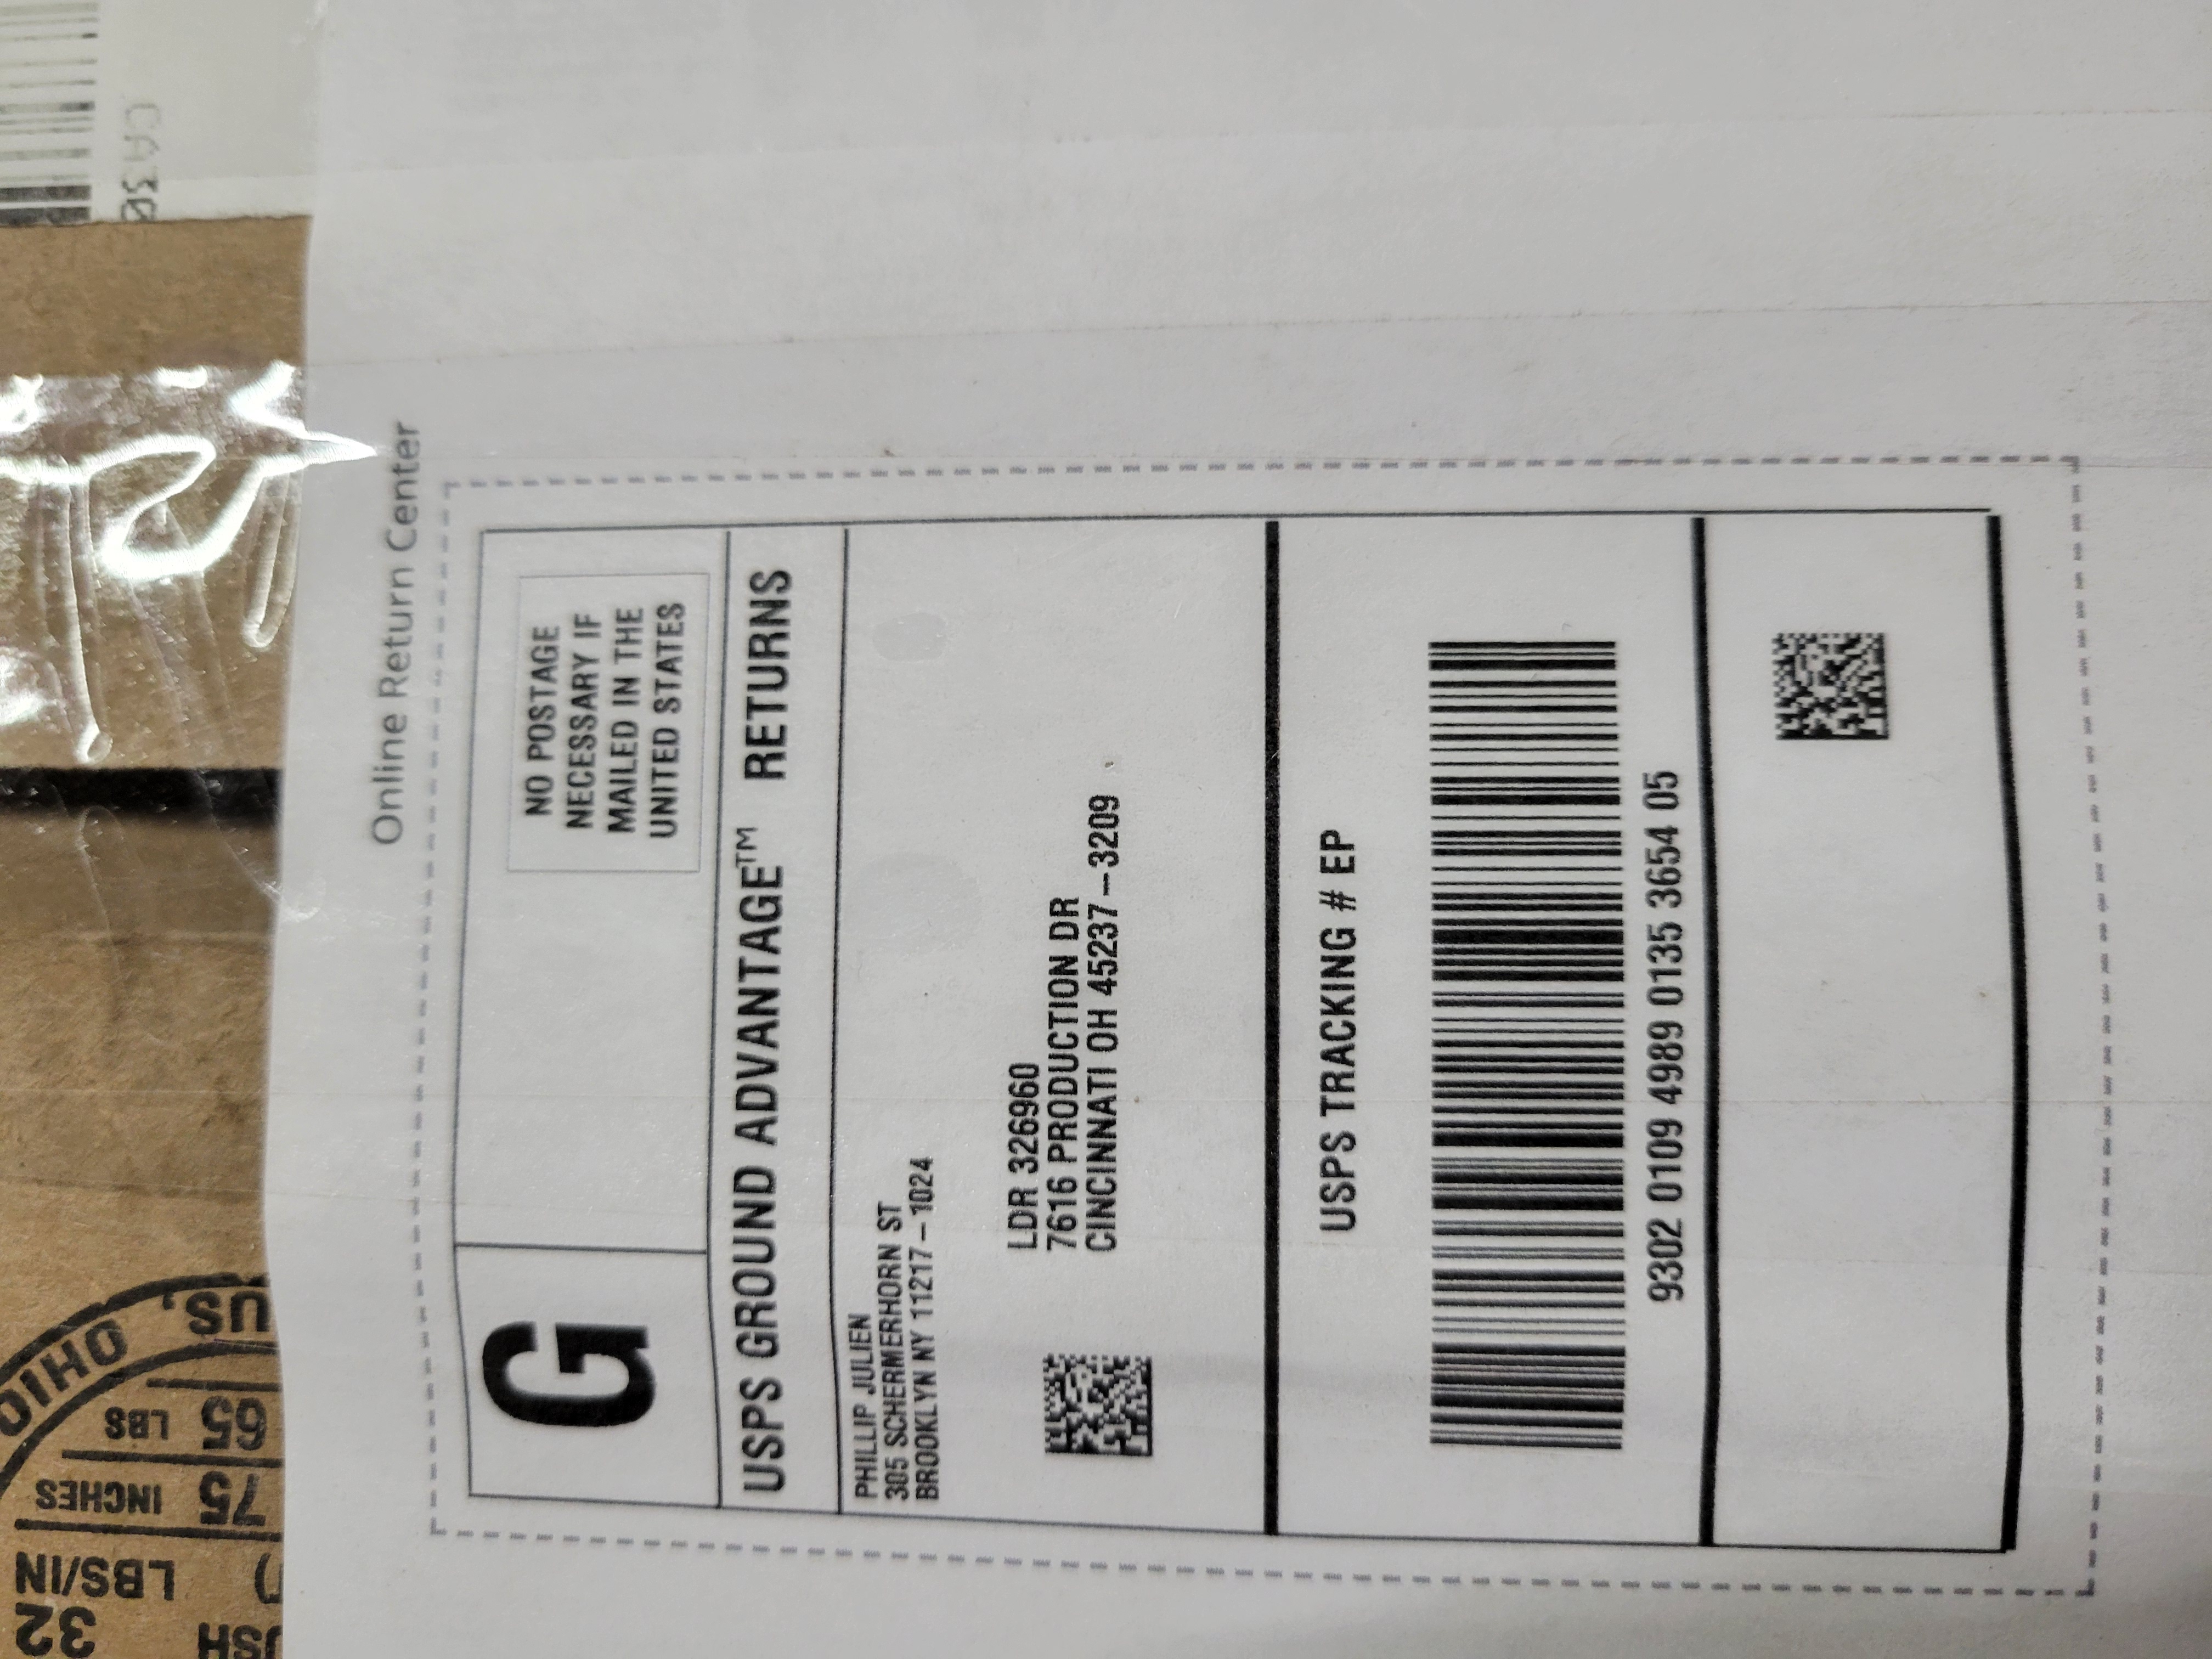 Online Return Center
G
NO POSTAGE
NECESSARY IF
MAILED IN THE
UNITED STATES
USPS GROUND ADVANTAGE™ RETURNS
PHILLIP JULIEN
305 SCHERMERHORN ST
BROOKLYN NY 11217-1024
LDR 326960
7616 PRODUCTION DR
CINCINNATI OH 45237-3209
USPS TRACKING # EP
9302 0109 4989 0135 3654 05
OHIO
US,
65
LBS
75
INCHES
32
LBS/IN